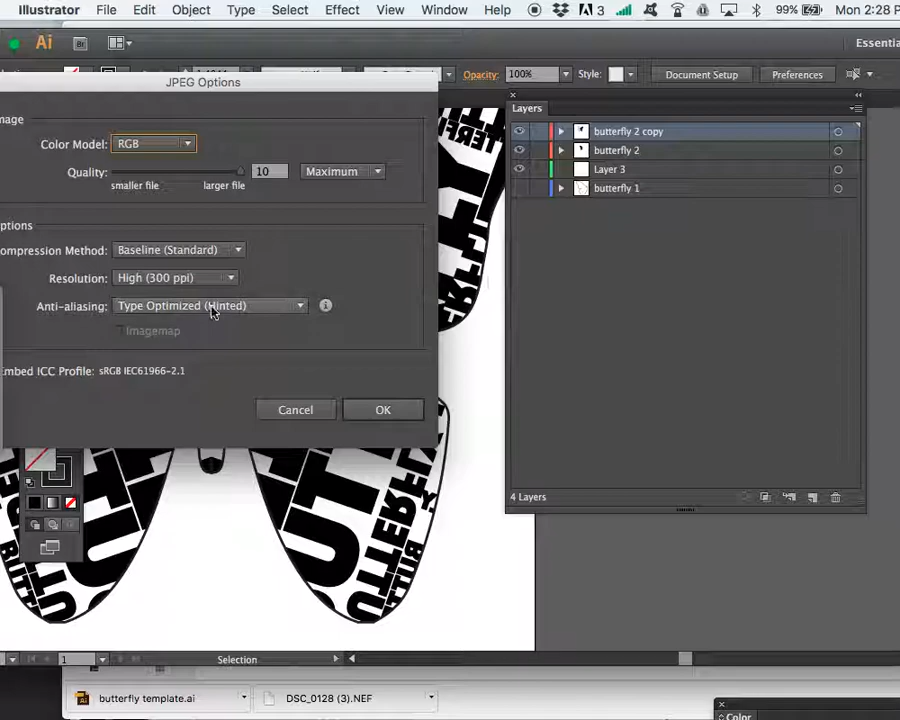 Illustrator File Edit Object Type Select Effect View Window Help 3 99% Mon 2:28 P
Ai Br Essentia
Opacity: 100% Style: Document Setup Preferences
JPEG Options
mage
Color Model: RGB
Quality: 10 Maximum
smaller file larger file
ptions
ompression Method: Baseline (Standard)
Resolution: High (300 ppi)
Anti-aliasing: Type Optimized (Hinted)
Imagemap
mbed ICC Profile: sRGB IEC61966-2.1
Cancel OK
Layers
butterfly 2 copy
butterfly 2
Layer 3
butterfly 1
4 Layers
1 Selection
butterfly template.ai DSC_0128 (3).NEF
Color